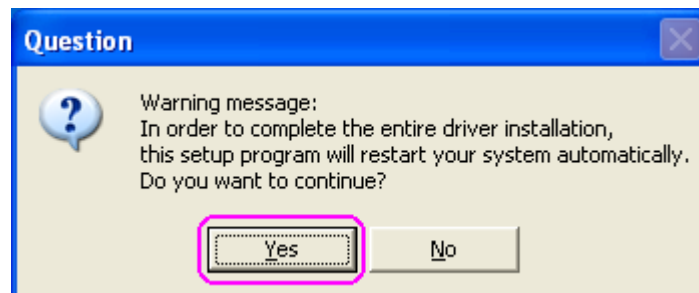 Question
Warning message:
In order to complete the entire driver installation,
this setup program will restart your system automatically.
Do you want to continue?
Yes No